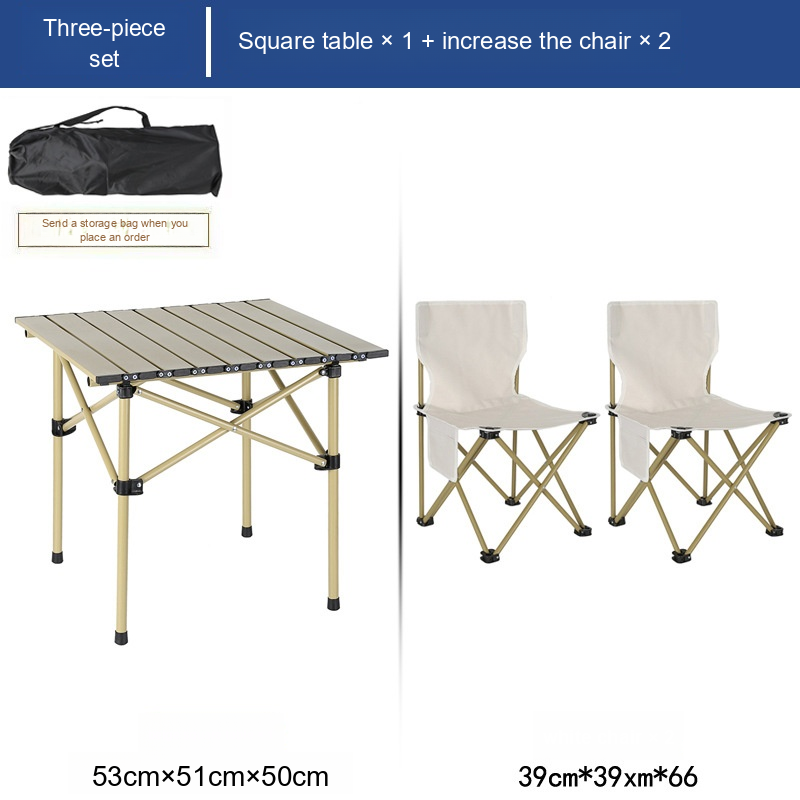 Three-piece
set
Square table × 1 + increase the chair × 2
Send a storage bag when you
place an order
53cm×51cm×50cm
39cm*39xm*66